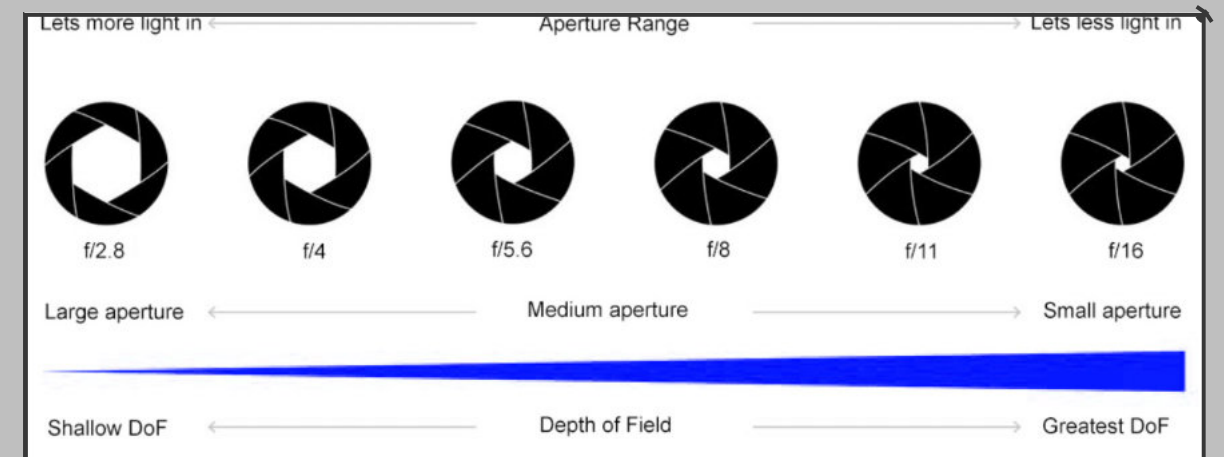 Lets more light in Aperture Range Lets less light in
f/2.8 f/4 f/5.6 f/8 f/11 f/16
Large aperture Medium aperture Small aperture
Shallow DoF Depth of Field Greatest DoF